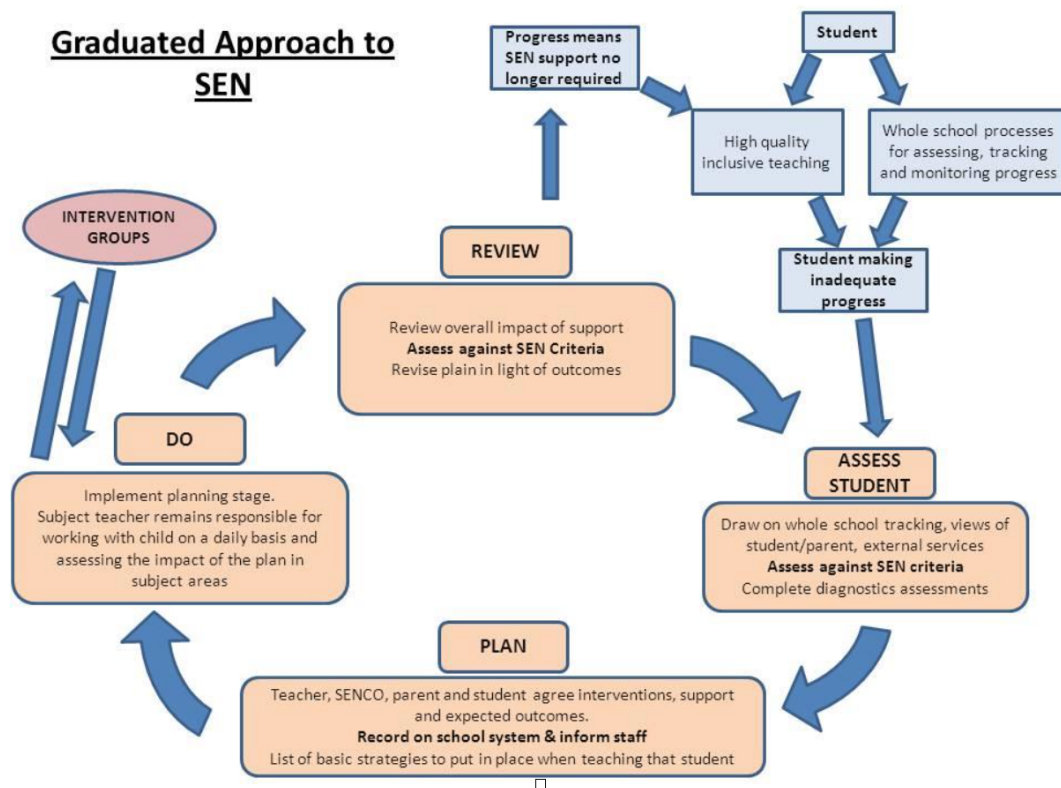 Graduated Approach to
SEN
Progress means
SEN support no
longer required
Student
High quality
inclusive teaching
Whole school processes
for assessing, tracking
and monitoring progress
Student making
inadequate
progress
INTERVENTION
GROUPS
REVIEW
Review overall impact of support
Assess against SEN Criteria
Revise plain in light of outcomes
DO
Implement planning stage.
Subject teacher remains responsible for
working with child on a daily basis and
assessing the impact of the plan in
subject areas
ASSESS
STUDENT
Draw on whole school tracking, views of
student/parent, external services
Assess against SEN criteria
Complete diagnostics assessments
PLAN
Teacher, SENCO, parent and student agree interventions, support
and expected outcomes.
Record on school system & inform staff
List of basic strategies to put in place when teaching that student